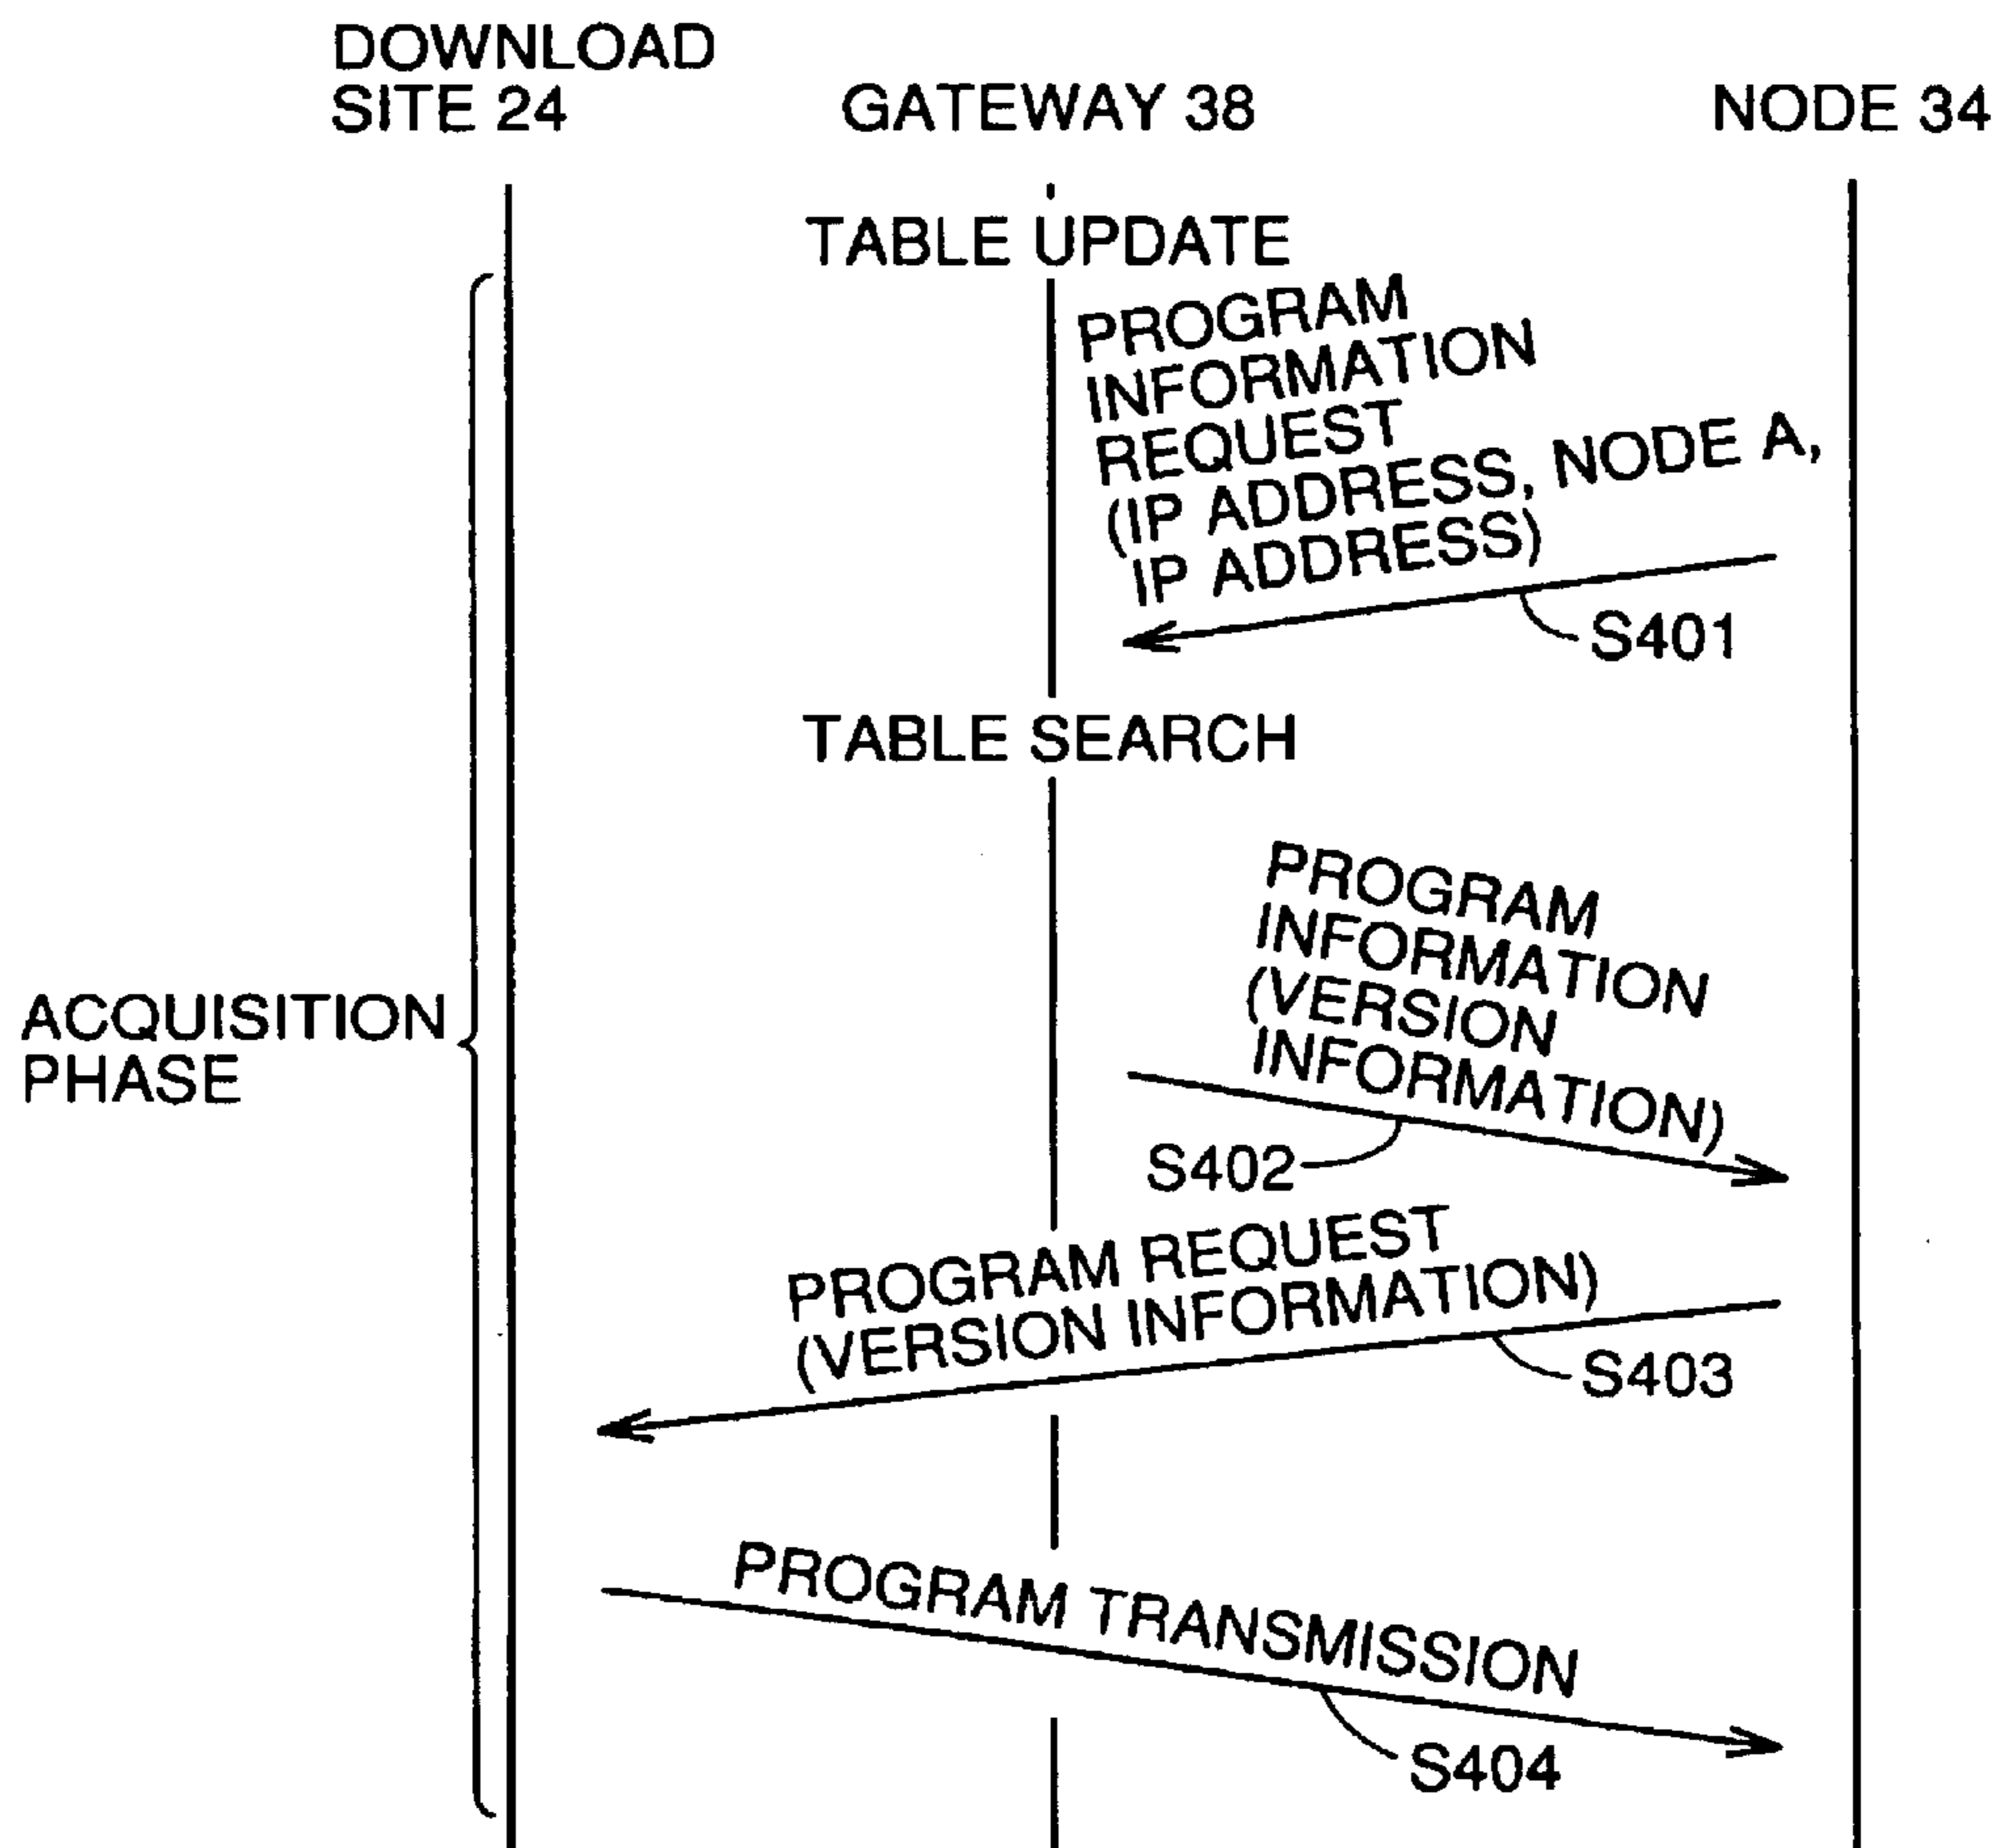 DOWNLOAD
SITE 24
GATEWAY 38
NODE 34
TABLE UPDATE
PROGRAM
INFORMATION
REQUEST
(IP ADDRESS, NODE A,
IP ADDRESS)
S401
TABLE SEARCH
PROGRAM
INFORMATION
(VERSION
INFORMATION)
ACQUISITION
PHASE
S402
PROGRAM REQUEST
(VERSION INFORMATION)
S403
PROGRAM TRANSMISSION
S404